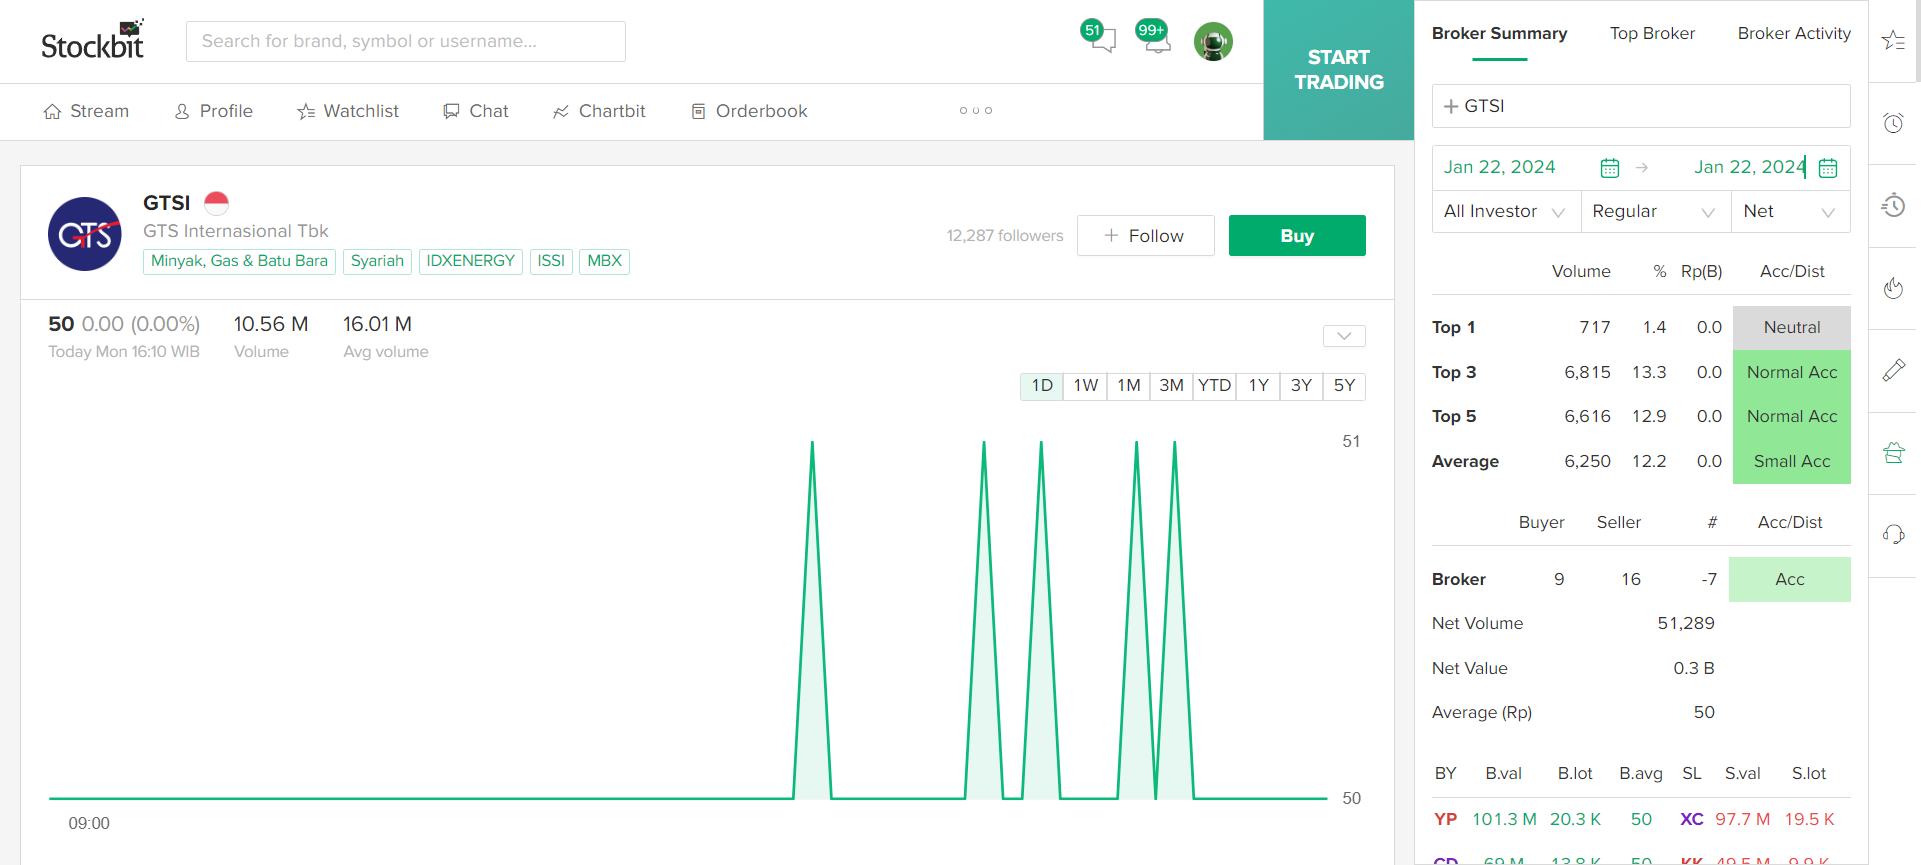 Stockbit
Search for brand, symbol or username...
51
99+
START
TRADING
Stream Profile Watchlist Chat Chartbit Orderbook
GTS
GTSI
GTS Internasional Tbk
Minyak, Gas & Batu Bara Syariah IDXENERGY ISSI MBX
12,287 followers + Follow Buy
50 0.00 (0.00%) 10.56 M 16.01 M
Today Mon 16:10 WIB Volume Avg volume
1D 1W 1M 3M YTD 1Y 3Y 5Y
51
50
09:00
Broker Summary Top Broker Broker Activity
+ GTSI
Jan 22, 2024 → Jan 22, 2024
All Investor Regular Net
Volume % Rp(B) Acc/Dist
Top 1 717 1.4 0.0 Neutral
Top 3 6,815 13.3 0.0 Normal Acc
Top 5 6,616 12.9 0.0 Normal Acc
Average 6,250 12.2 0.0 Small Acc
Buyer Seller # Acc/Dist
Broker 9 16 -7 Acc
Net Volume 51,289
Net Value 0.3 B
Average (Rp) 50
BY B.val B.lot B.avg SL S.val S.lot
YP 101.3 M 20.3 K 50 XC 97.7 M 19.5 K
69 M 13.8 K 50 KK 49.5 M 9.9 K